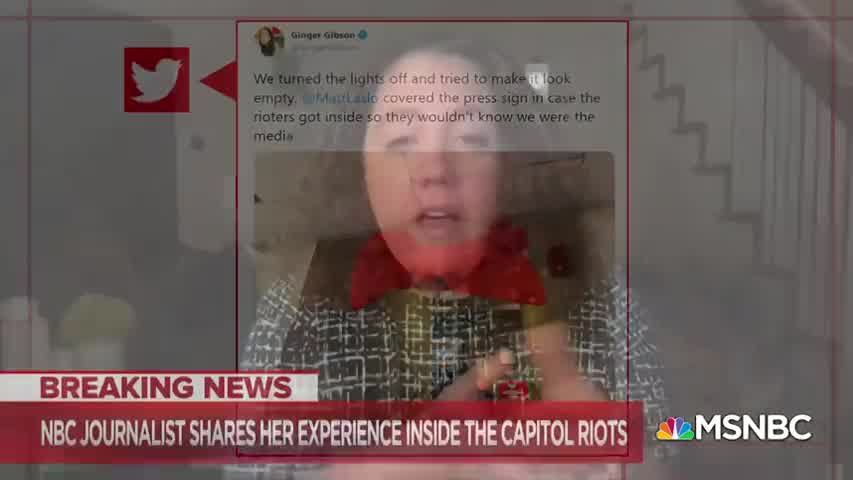 Ginger Gibson
We turned the lights off and tried to make it look
empty. @MattLaslo covered the press sign in case the
rioters got inside so they wouldn't know we were the
media
BREAKING NEWS
NBC JOURNALIST SHARES HER EXPERIENCE INSIDE THE CAPITOL RIOTS
MSNBC